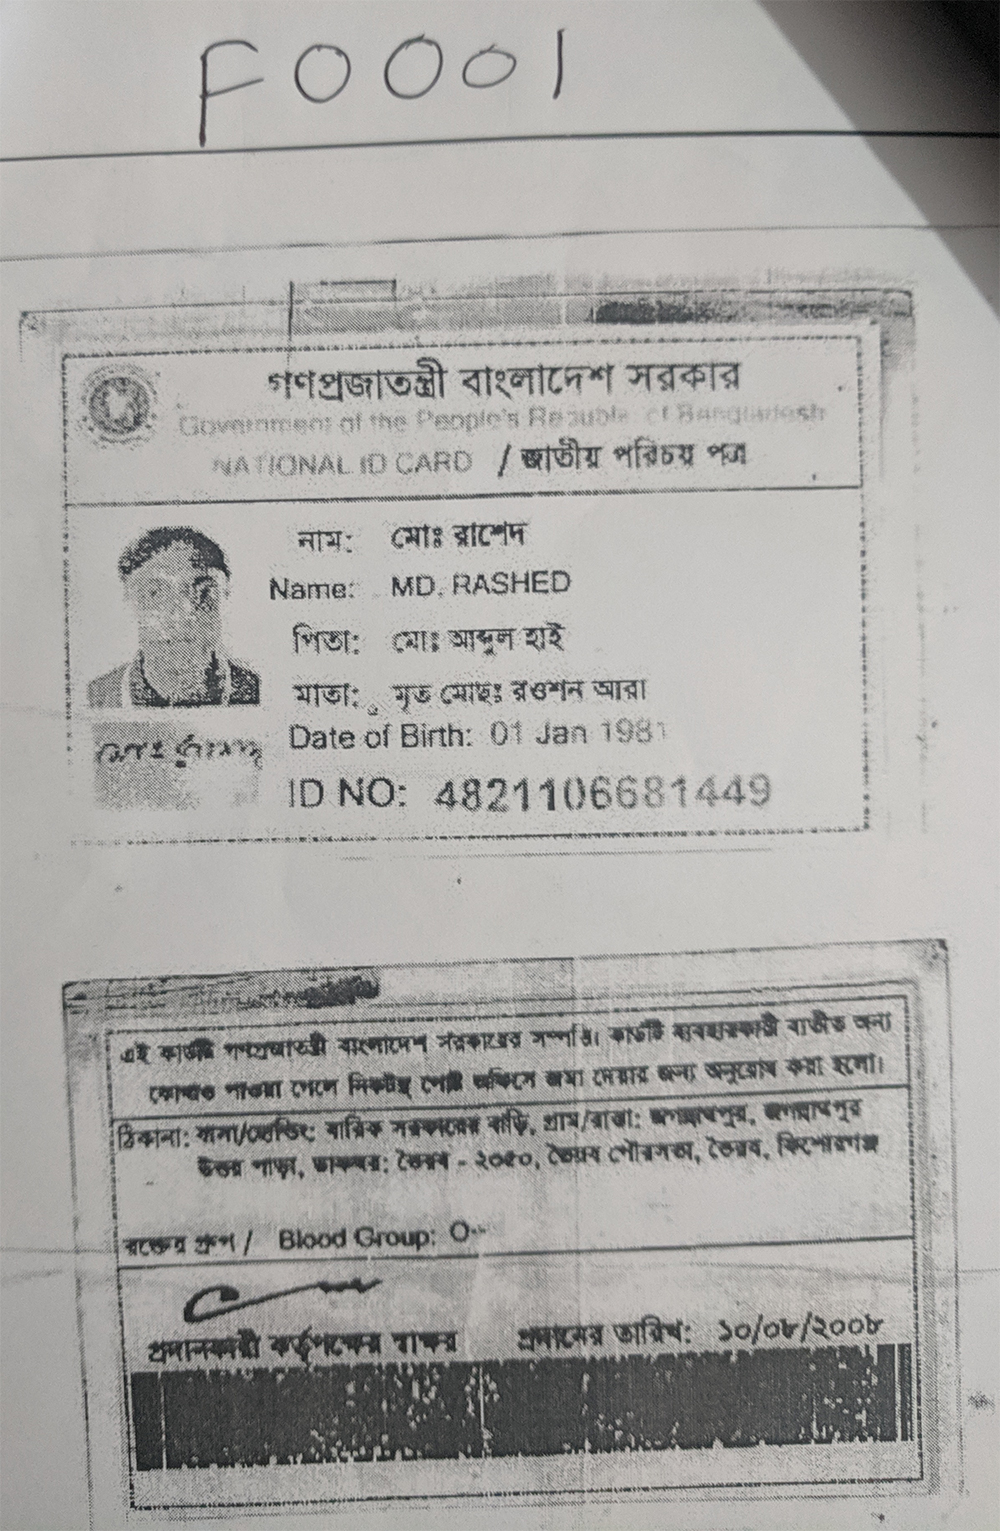 F0001
গণপ্রজাতন্ত্রী বাংলাদেশ সরকার
Government of the People's Republic of Bangladesh
NATIONAL ID CARD / জাতীয় পরিচয় পত্র
নাম: মোঃ রাশেদ
Name: MD. RASHED
পিতা: মোঃ আব্দুল হাই
মাতা: মৃত মোছাঃ রওশন আরা
Date of Birth: 01 Jan 1981
ID NO: 4821106681449
এই কার্ডটি গণপ্রজাতন্ত্রী বাংলাদেশ সরকারের সম্পত্তি। কার্ডটি ব্যবহারকারী ব্যতীত অন্য
কোথাও পাওয়া গেলে নিকটস্থ পোষ্ট অফিসে জমা দেয়ার জন্য অনুরোধ করা হলো।
ঠিকানা: বাসা/হোল্ডিং: বারিক সরকারের বাড়ি, গ্রাম/রাস্তা: জগন্নাথপুর, জগন্নাথপুর
উত্তর পাড়া, ডাকঘর: ভৈরব - ২৩৫০, ভৈরব পৌরসভা, ভৈরব, কিশোরগঞ্জ
রক্তের গ্রুপ / Blood Group: O
প্রদানকারী কর্তৃপক্ষের স্বাক্ষর প্রদানের তারিখ: ১০/০৮/২০০৮